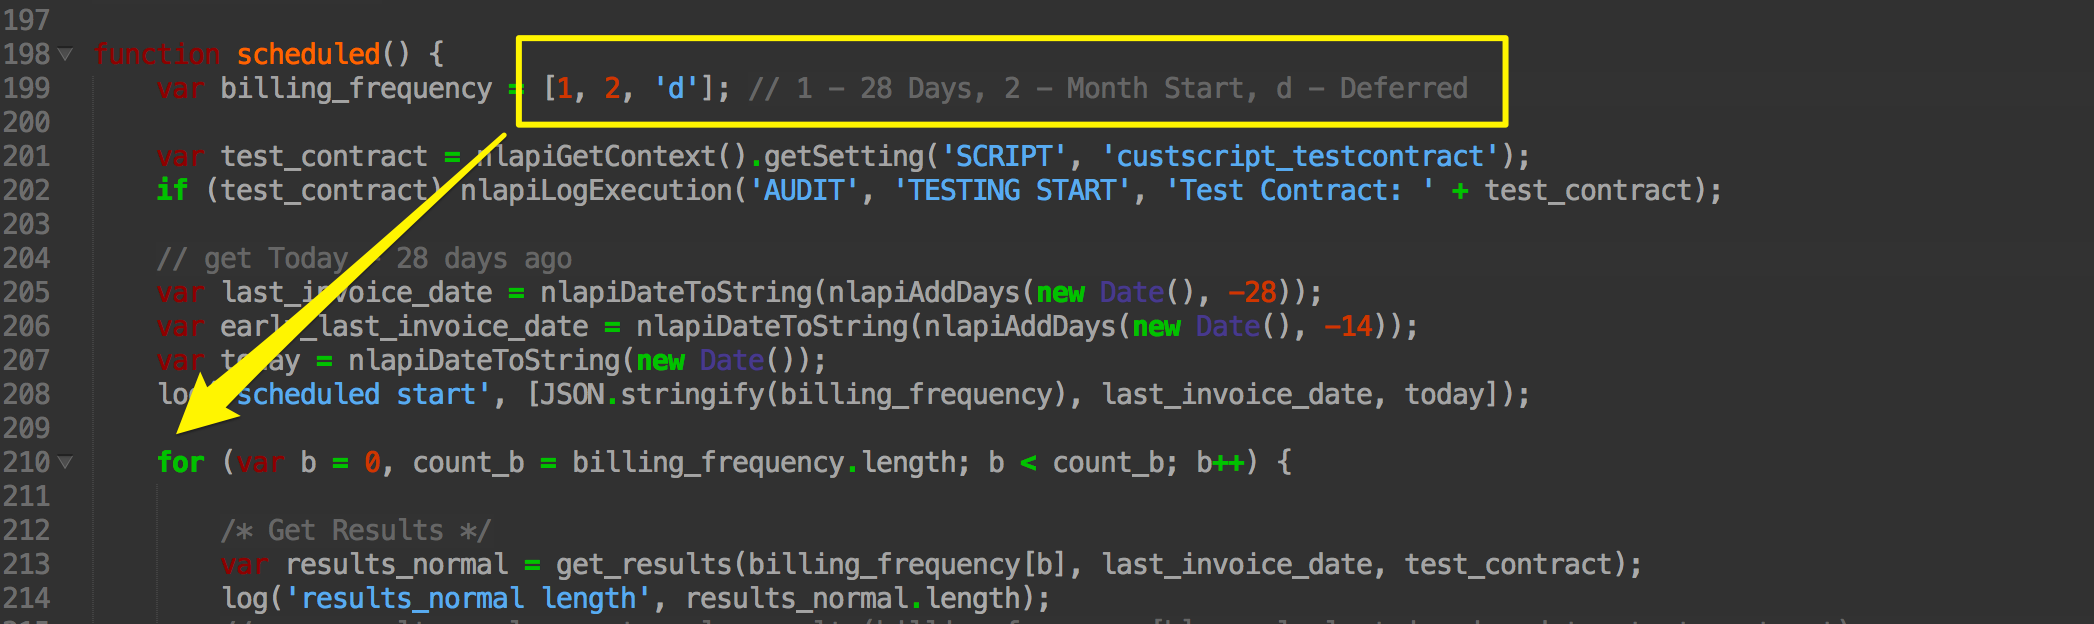 197
198 function scheduled() {
199 var billing_frequency = [1, 2, 'd']; // 1 - 28 Days, 2 - Month Start, d - Deferred
200
201 var test_contract = nlapiGetContext().getSetting('SCRIPT', 'custscript_testcontract');
202 if (test_contract) nlapiLogExecution('AUDIT', 'TESTING START', 'Test Contract: ' + test_contract);
203
204 // get Today - 28 days ago
205 var last_invoice_date = nlapiDateToString(nlapiAddDays(new Date(), -28));
206 var early_last_invoice_date = nlapiDateToString(nlapiAddDays(new Date(), -14));
207 var today = nlapiDateToString(new Date());
208 log('scheduled start', [JSON.stringify(billing_frequency), last_invoice_date, today]);
209
210 for (var b = 0, count_b = billing_frequency.length; b < count_b; b++) {
211
212 /* Get Results */
213 var results_normal = get_results(billing_frequency[b], last_invoice_date, test_contract);
214 log('results_normal length', results_normal.length);